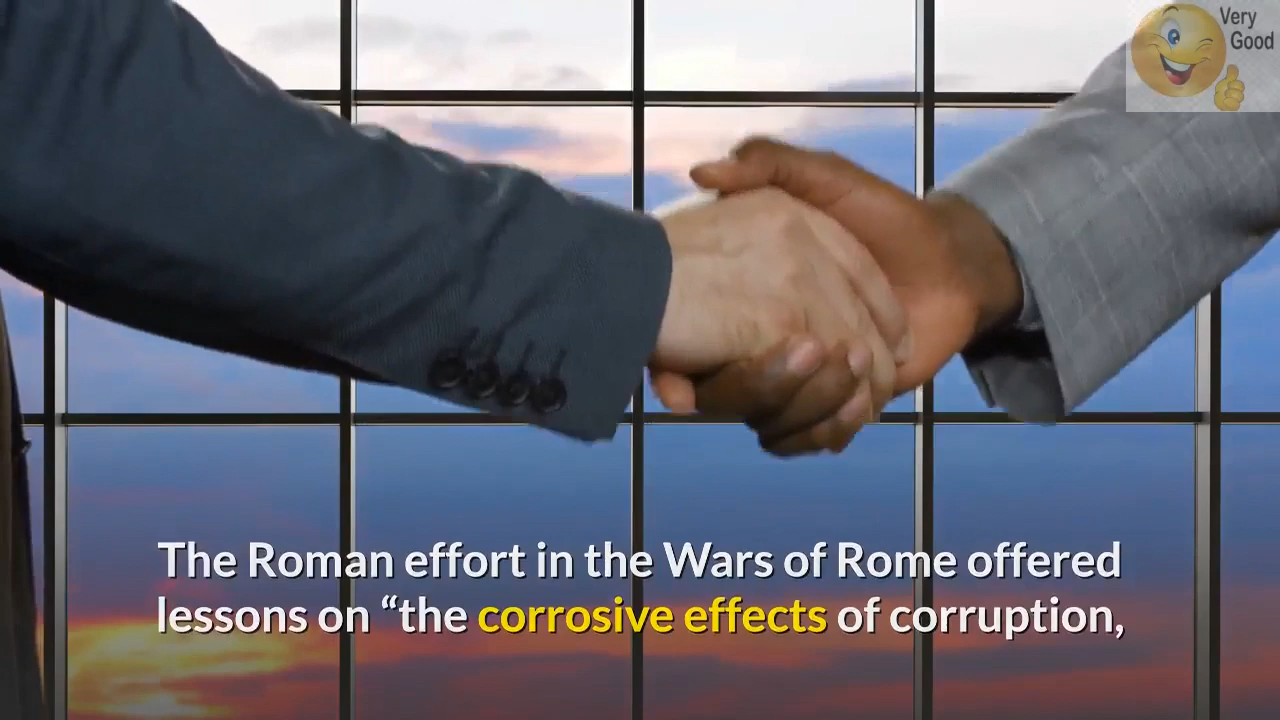 Very
Good
The Roman effort in the Wars of Rome offered
lessons on “the corrosive effects of corruption,